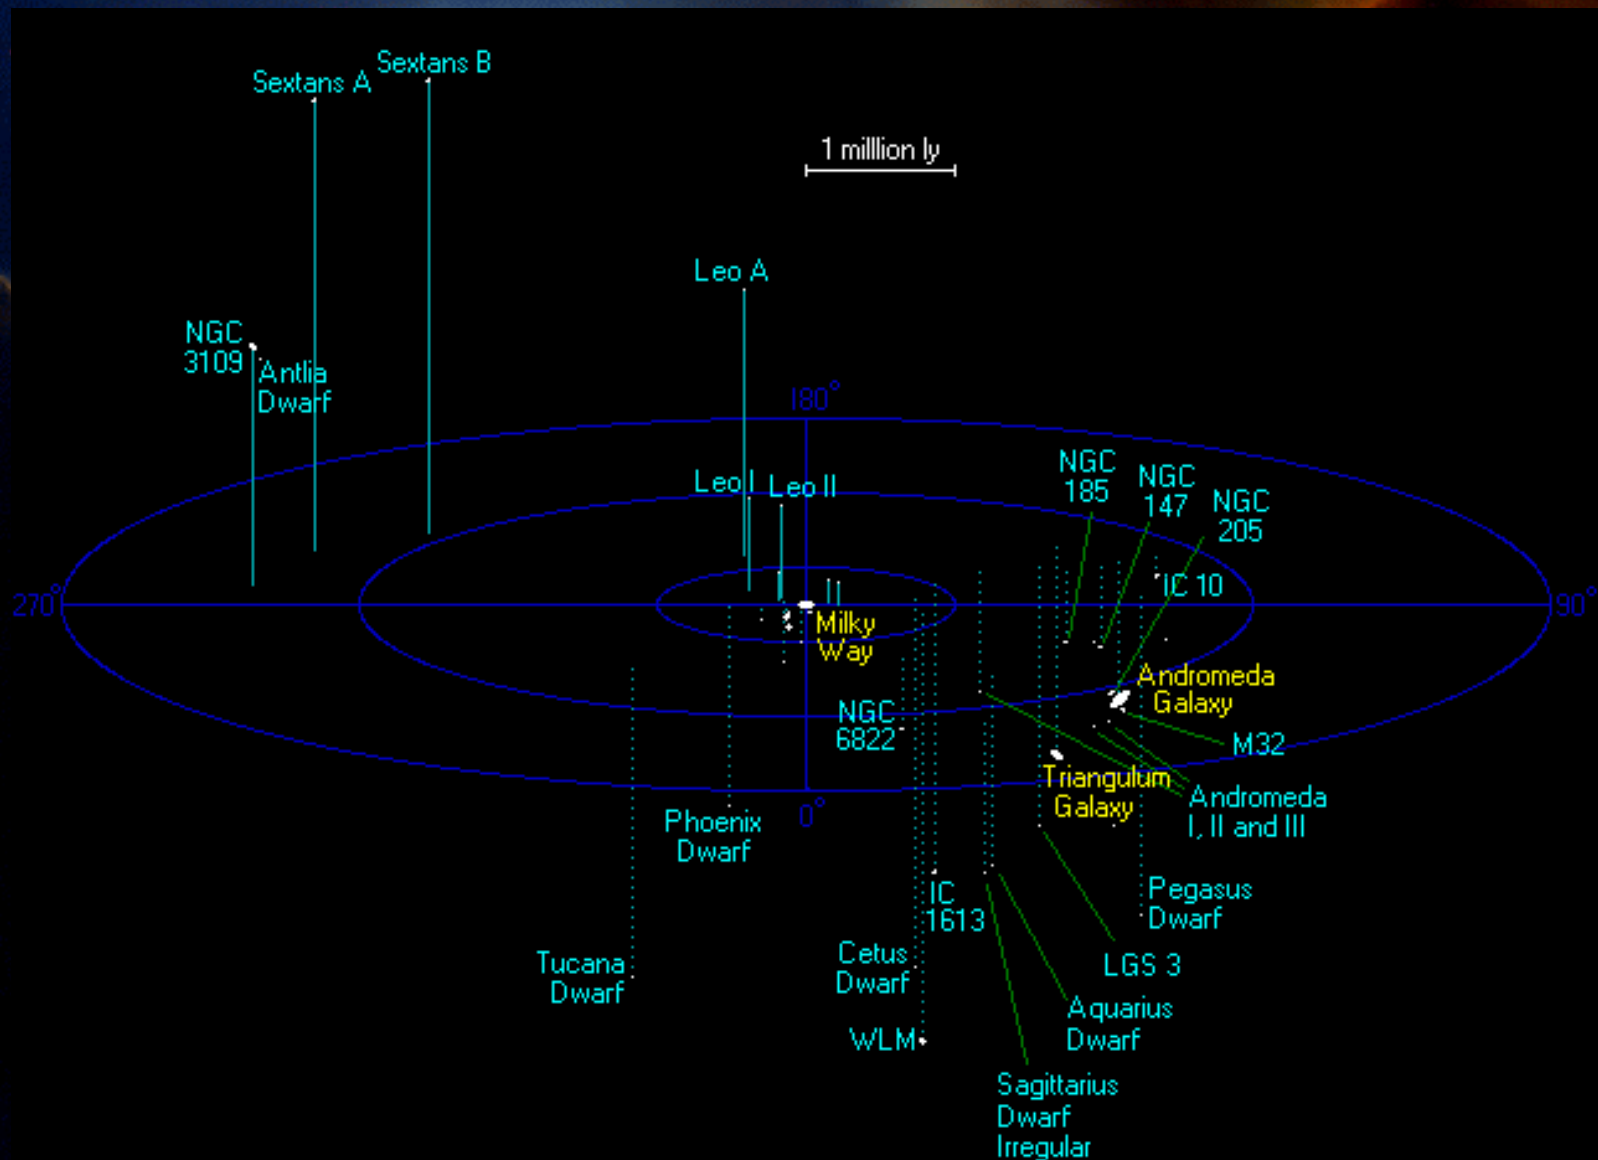 Sextans A
Sextans B
1 milllion ly
Leo A
NGC
3109
Antlia
Dwarf
180°
Leo I
Leo II
NGC
185
NGC
147
NGC
205
IC 10
270°
90°
Milky
Way
Andromeda
Galaxy
NGC
6822
M32
Triangulum
Galaxy
Andromeda
I, II and III
0°
Phoenix
Dwarf
IC
1613
Pegasus
Dwarf
Cetus
Dwarf
Tucana
Dwarf
LGS 3
Aquarius
Dwarf
WLM
Sagittarius
Dwarf
Irregular